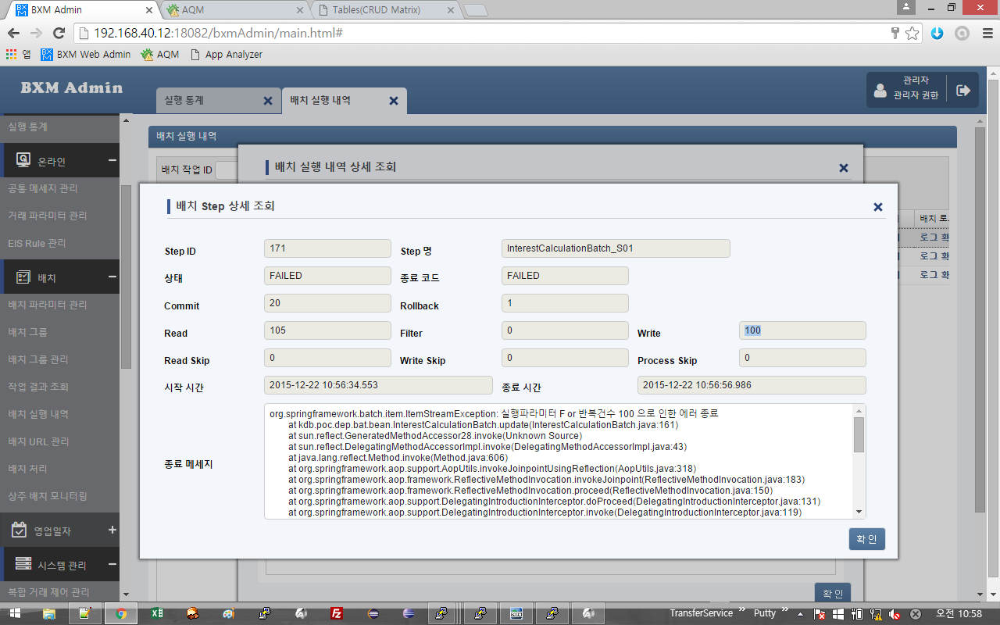 BXM Admin
AQM
Tables(CRUD Matrix)
192.168.40.12:18082/bxmAdmin/main.html#
앱
BXM Web Admin
AQM
App Analyzer
BXM Admin
실행 통계
배치 실행 내역
관리자
관리자 권한
실행 통계
온라인
공통 메세지 관리
거래 파라미터 관리
EIS Rule 관리
배치
배치 파라미터 관리
배치 그룹
배치 그룹 관리
작업 결과 조회
배치 실행 내역
배치 URL 관리
배치 처리
상주 배치 모니터링
영업일자
시스템 관리
복합 거래 제어 관리
배치 실행 내역
배치 작업 ID
배치 로
로그 확
로그 확
로그 확
배치 실행 내역 상세 조회
배치 Step 상세 조회
Step ID 171 Step 명 InterestCalculationBatch_S01
상태 FAILED 종료 코드 FAILED
Commit 20 Rollback 1
Read 105 Filter 0 Write 100
Read Skip 0 Write Skip 0 Process Skip 0
시작 시간 2015-12-22 10:56:34.553 종료 시간 2015-12-22 10:56:56.986
종료 메세지
org.springframework.batch.item.ItemStreamException: 실행파라미터 F or 반복건수 100 으로 인한 에러 종료
at kdb.poc.dep.bat.bean.InterestCalculationBatch.update(InterestCalculationBatch.java:161)
at sun.reflect.GeneratedMethodAccessor28.invoke(Unknown Source)
at sun.reflect.DelegatingMethodAccessorImpl.invoke(DelegatingMethodAccessorImpl.java:43)
at java.lang.reflect.Method.invoke(Method.java:606)
at org.springframework.aop.support.AopUtils.invokeJoinpointUsingReflection(AopUtils.java:318)
at org.springframework.aop.framework.ReflectiveMethodInvocation.invokeJoinpoint(ReflectiveMethodInvocation.java:183)
at org.springframework.aop.framework.ReflectiveMethodInvocation.proceed(ReflectiveMethodInvocation.java:150)
at org.springframework.aop.support.DelegatingIntroductionInterceptor.doProceed(DelegatingIntroductionInterceptor.java:131)
at org.springframework.aop.support.DelegatingIntroductionInterceptor.invoke(DelegatingIntroductionInterceptor.java:119)
확 인
확 인
TransferService
Putty
오전 10:58